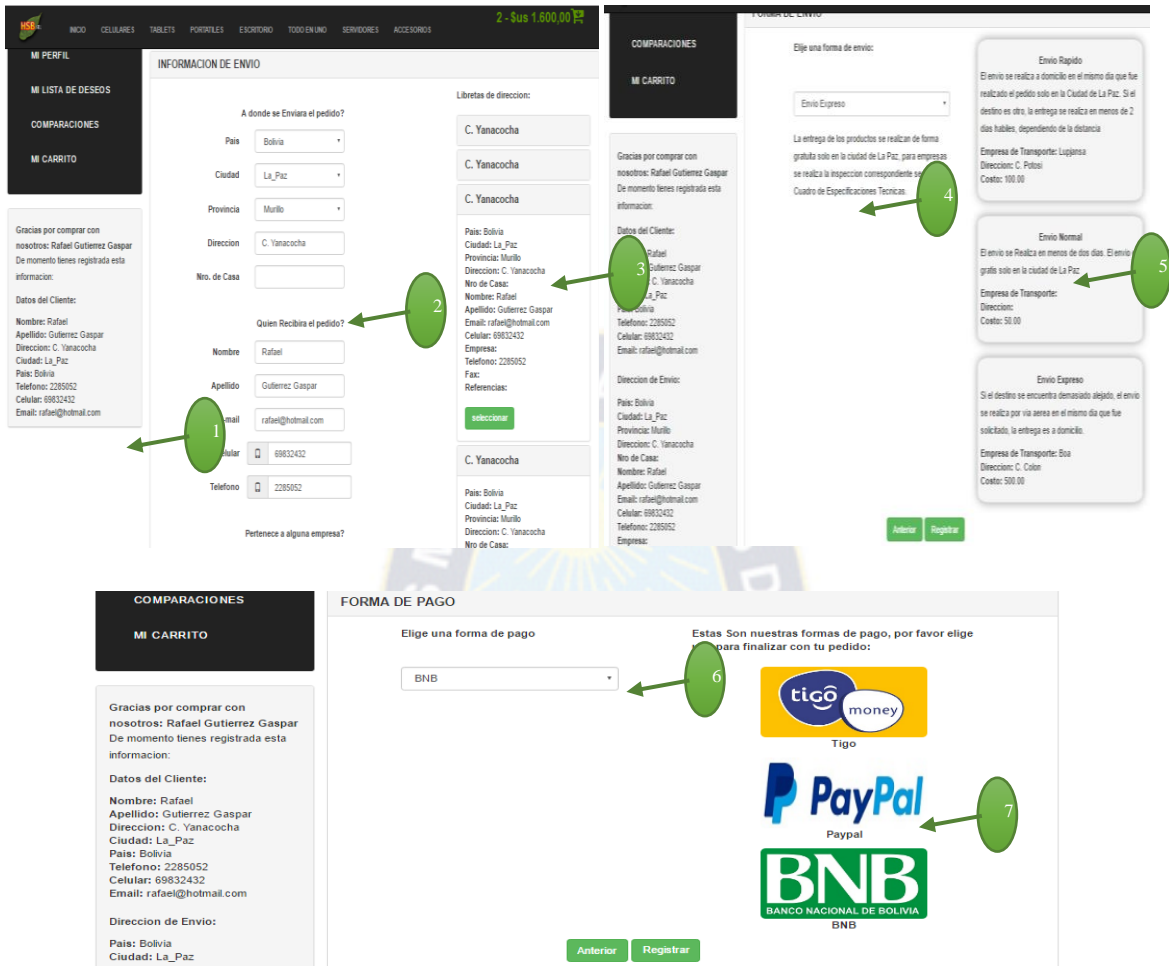 HSB
INICIO CELULARES TABLETS PORTATILES ESCRITORIO TODO EN UNO SERVIDORES ACCESORIOS
2 - $us 1.600,00
MI PERFIL
MI LISTA DE DESEOS
COMPARACIONES
MI CARRITO
Gracias por comprar con
nosotros: Rafael Gutierrez Gaspar
De momento tienes registrada esta
informacion:
Datos del Cliente:
Nombre: Rafael
Apellido: Gutierrez Gaspar
Direccion: C. Yanacocha
Ciudad: La_Paz
Pais: Bolivia
Telefono: 2285052
Celular: 69832432
Email: rafael@hotmail.com
1
INFORMACION DE ENVIO
A donde se Enviara el pedido?
Pais Bolivia
Ciudad La_Paz
Provincia Murillo
Direccion C. Yanacocha
Nro. de Casa
Quien Recibira el pedido?
2
Nombre Rafael
Apellido Gutierrez Gaspar
mail rafael@hotmail.com
elular 69832432
Telefono 2285052
Pertenece a alguna empresa?
Libretas de direccion:
C. Yanacocha
C. Yanacocha
C. Yanacocha
Pais: Bolivia
Ciudad: La_Paz
Provincia: Murillo
Direccion: C. Yanacocha
Nro de Casa:
Nombre: Rafael
Apellido: Gutierrez Gaspar
Email: rafael@hotmail.com
Celular: 69832432
Empresa:
Telefono: 2285052
Fax:
Referencias:
seleccionar
3
C. Yanacocha
Pais: Bolivia
Ciudad: La_Paz
Provincia: Murillo
Direccion: C. Yanacocha
Nro de Casa:
FORMA DE ENVIO
COMPARACIONES
MI CARRITO
Gracias por comprar con
nosotros: Rafael Gutierrez Gaspar
De momento tienes registrada esta
informacion:
Datos del Cliente:
Rafael
Gutierrez Gaspar
C. Yanacocha
La_Paz
Pais: Bolivia
Telefono: 2285052
Celular: 69832432
Email: rafael@hotmail.com
Direccion de Envio:
Pais: Bolivia
Ciudad: La_Paz
Provincia: Murillo
Direccion: C. Yanacocha
Nro de Casa:
Nombre: Rafael
Apellido: Gutierrez Gaspar
Email: rafael@hotmail.com
Celular: 69832432
Telefono: 2285052
Empresa:
Elije una forma de envio:
Envio Expreso
La entrega de los productos se realizan de forma
gratuita solo en la ciudad de La Paz, para empresas
se realiza la inspeccion correspondiente se
Cuadro de Especificaciones Tecnicas.
4
Anterior Registrar
Envio Rapido
El envio se realiza a domicilio en el mismo dia que fue
realizado el pedido solo en la Ciudad de La Paz. Si el
destino es otro, la entrega se realiza en menos de 2
dias habiles, dependiendo de la distancia
Empresa de Transporte: Lupjansa
Direccion: C. Potosi
Costo: 100.00
Envio Normal
El envio se Realiza en menos de dos dias. El envio
gratis solo en la ciudad de La Paz
Empresa de Transporte:
Direccion:
Costo: 50.00
5
Envio Expreso
Si el destino se encuentra demasiado alejado, el envio
se realiza por via aerea en el mismo dia que fue
solicitado, la entrega es a domicilio.
Empresa de Transporte: Boa
Direccion: C. Colon
Costo: 500.00
COMPARACIONES
MI CARRITO
Gracias por comprar con
nosotros: Rafael Gutierrez Gaspar
De momento tienes registrada esta
informacion:
Datos del Cliente:
Nombre: Rafael
Apellido: Gutierrez Gaspar
Direccion: C. Yanacocha
Ciudad: La_Paz
Pais: Bolivia
Telefono: 2285052
Celular: 69832432
Email: rafael@hotmail.com
Direccion de Envio:
Pais: Bolivia
Ciudad: La_Paz
FORMA DE PAGO
Elige una forma de pago
BNB
6
Estas Son nuestras formas de pago, por favor elige
para finalizar con tu pedido:
tigo
money
Tigo
PayPal
Paypal
7
BNB
BANCO NACIONAL DE BOLIVIA
BNB
Anterior Registrar